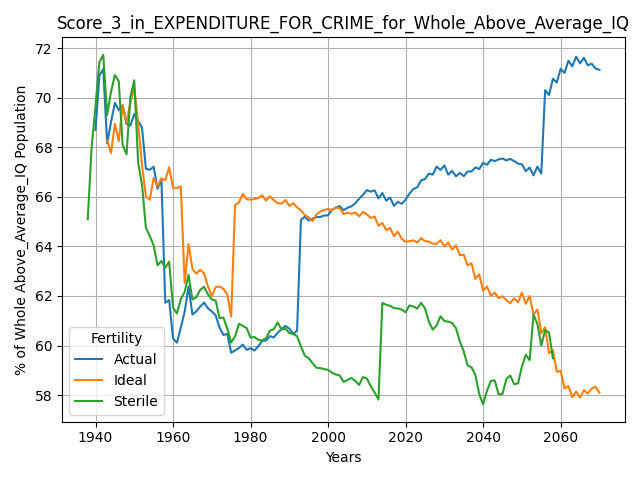 Score_3_in_EXPENDITURE_FOR_CRIME_for_Whole_Above_Average_IQ
% of Whole Above_Average_IQ Population
72
70
68
66
64
62
60
58
Fertility
Actual
Ideal
Sterile
1940 1960 1980 2000 2020 2040 2060
Years